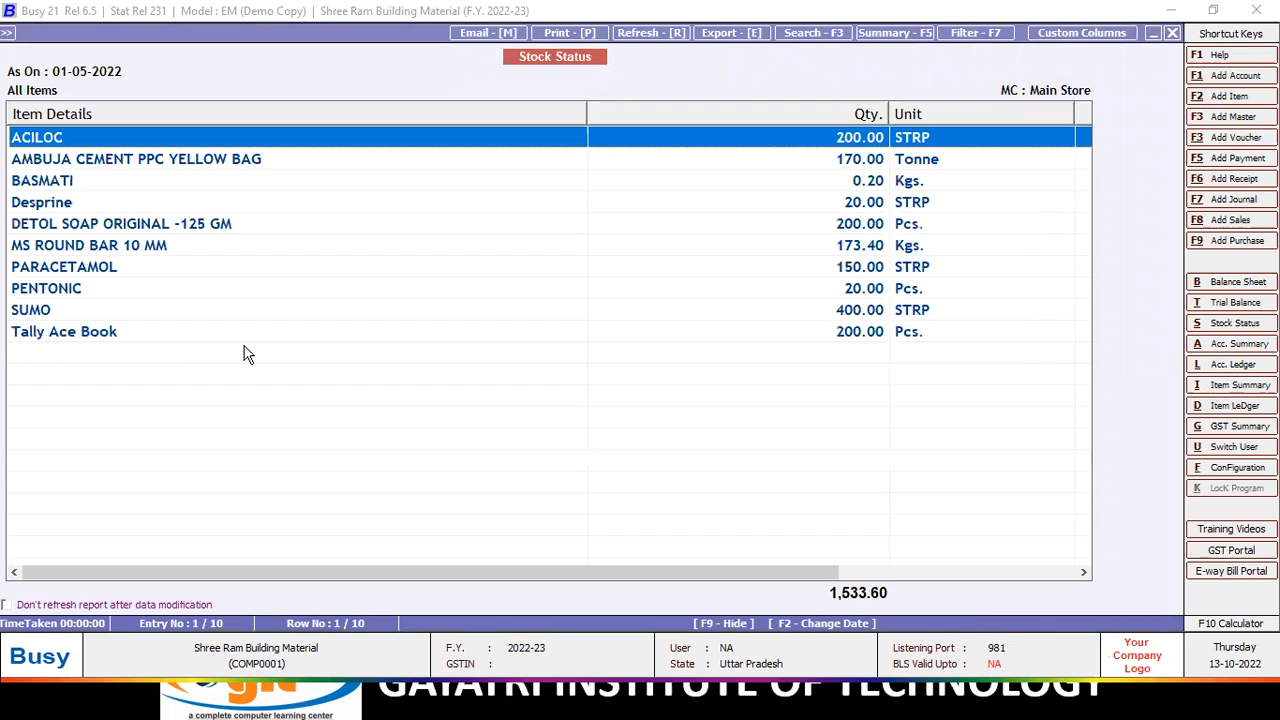 Busy 21 Rel 6.5 | Stat Rel 231 | Model : EM (Demo Copy) | Shree Ram Building Material (F.Y. 2022-23)
>> Email - [M] Print - [P] Refresh - [R] Export - [E] Search - F3 Summary - F5 Filter - F7 Custom Columns
Stock Status
As On : 01-05-2022
All Items MC : Main Store
Item Details Qty. Unit
ACILOC 200.00 STRP
AMBUJA CEMENT PPC YELLOW BAG 170.00 Tonne
BASMATI 0.20 Kgs.
Desprine 20.00 STRP
DETOL SOAP ORIGINAL -125 GM 200.00 Pcs.
MS ROUND BAR 10 MM 173.40 Kgs.
PARACETAMOL 150.00 STRP
PENTONIC 20.00 Pcs.
SUMO 400.00 STRP
Tally Ace Book 200.00 Pcs.
1,533.60
Don't refresh report after data modification
TimeTaken 00:00:00 Entry No : 1 / 10 Row No : 1 / 10 [ F9 - Hide ] [ F2 - Change Date ]
Shortcut Keys
F1 Help
F1 Add Account
F2 Add Item
F3 Add Master
F3 Add Voucher
F5 Add Payment
F6 Add Receipt
F7 Add Journal
F8 Add Sales
F9 Add Purchase
B Balance Sheet
T Trial Balance
S Stock Status
A Acc. Summary
L Acc. Ledger
I Item Summary
D Item LeDger
G GST Summary
U Switch User
F ConFiguration
K LocK Program
Training Videos
GST Portal
E-way Bill Portal
F10 Calculator
Busy
Shree Ram Building Material
(COMP0001)
F.Y. : 2022-23
GSTIN :
User : NA
State : Uttar Pradesh
Listening Port : 981
BLS Valid Upto : NA
Your
Company
Logo
Thursday
13-10-2022
GAYATRI INSTITUTE OF TECHNOLOGY
a complete computer learning center